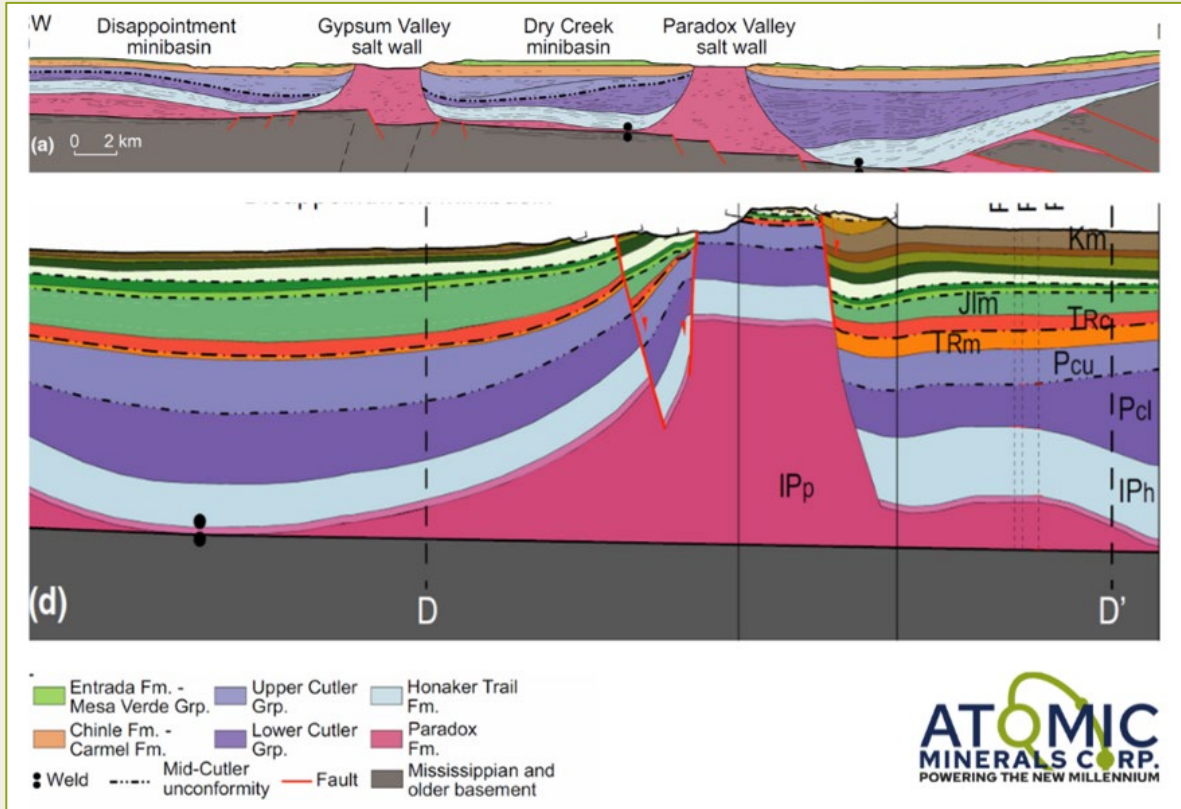 W
Disappointment
minibasin
Gypsum Valley
salt wall
Dry Creek
minibasin
Paradox Valley
salt wall
(a)
0 2 km
Km
Jlm
TRc
TRm
Pcu
Pcl
IPp
IPh
(d)
D
D'
Entrada Fm. -
Mesa Verde Grp.
Upper Cutler
Grp.
Honaker Trail
Fm.
Chinle Fm. -
Carmel Fm.
Lower Cutler
Grp.
Paradox
Fm.
Weld
Mid-Cutler
unconformity
Fault
Mississippian and
older basement
ATOMIC
MINERALS CORP.
POWERING THE NEW MILLENNIUM